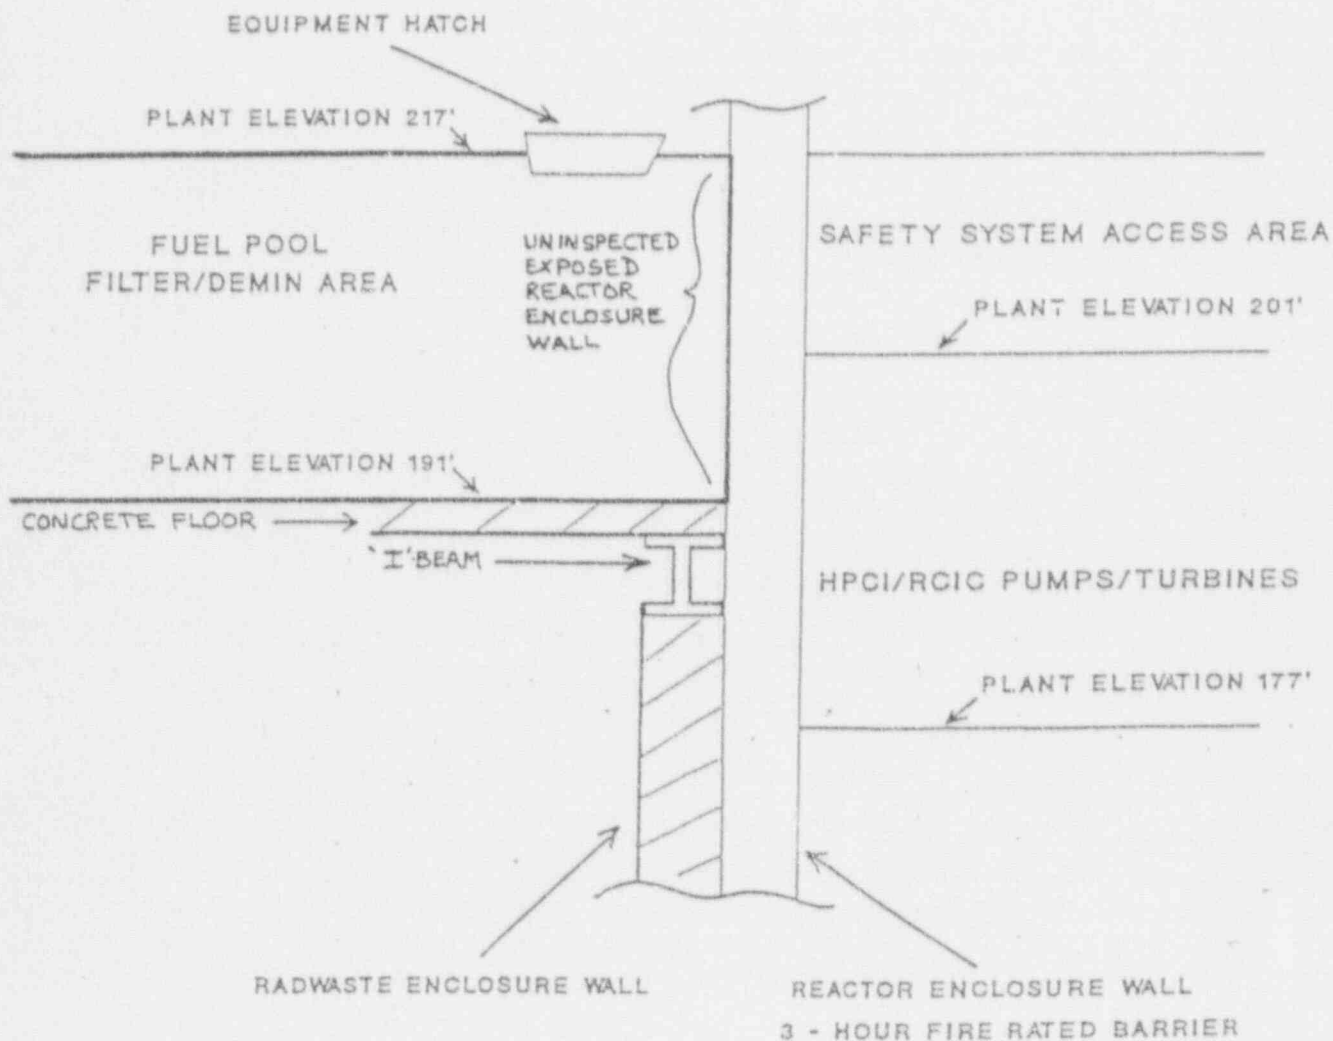 EQUIPMENT HATCH
PLANT ELEVATION 217'
FUEL POOL
FILTER/DEMIN AREA
UNINSPECTED
EXPOSED
REACTOR
ENCLOSURE
WALL
SAFETY SYSTEM ACCESS AREA
PLANT ELEVATION 201'
PLANT ELEVATION 191'
CONCRETE FLOOR
'I' BEAM
HPCI/RCIC PUMPS/TURBINES
PLANT ELEVATION 177'
RADWASTE ENCLOSURE WALL
REACTOR ENCLOSURE WALL
3 - HOUR FIRE RATED BARRIER